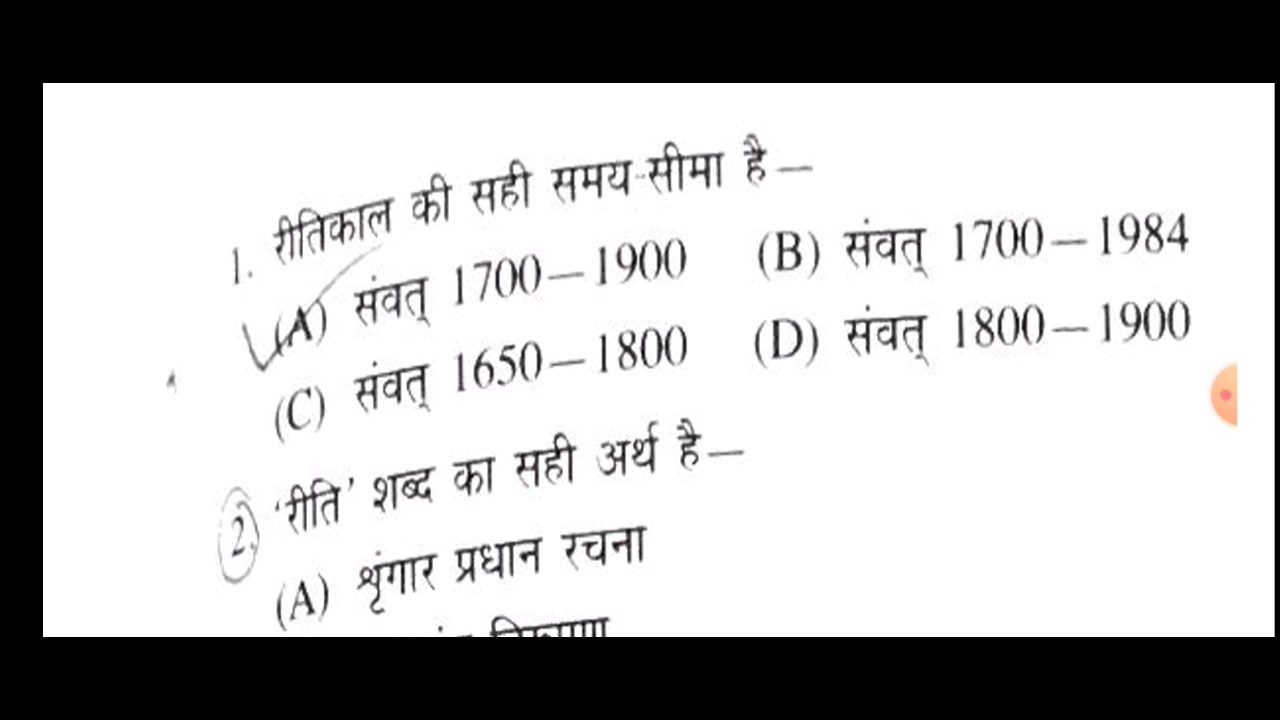 1. रीतिकाल की सही समय-सीमा है—
(A) संवत् 1700—1900 (B) संवत् 1700—1984
(C) संवत् 1650—1800 (D) संवत् 1800—1900
2. 'रीति' शब्द का सही अर्थ है—
(A) शृंगार प्रधान रचना